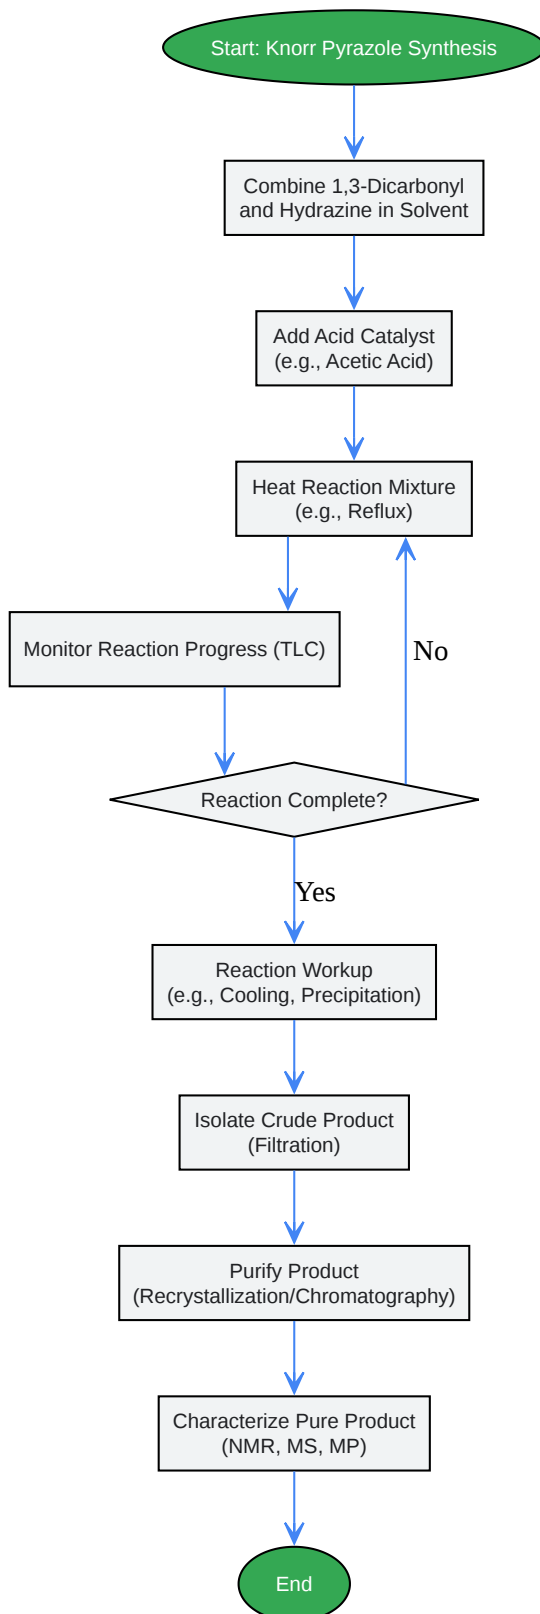 Start: Knorr Pyrazole Synthesis
Combine 1,3-Dicarbonyl
and Hydrazine in Solvent
Add Acid Catalyst
(e.g., Acetic Acid)
Heat Reaction Mixture
(e.g., Reflux)
Monitor Reaction Progress (TLC)
No
Reaction Complete?
Yes
Reaction Workup
(e.g., Cooling, Precipitation)
Isolate Crude Product
(Filtration)
Purify Product
(Recrystallization/Chromatography)
Characterize Pure Product
(NMR, MS, MP)
End